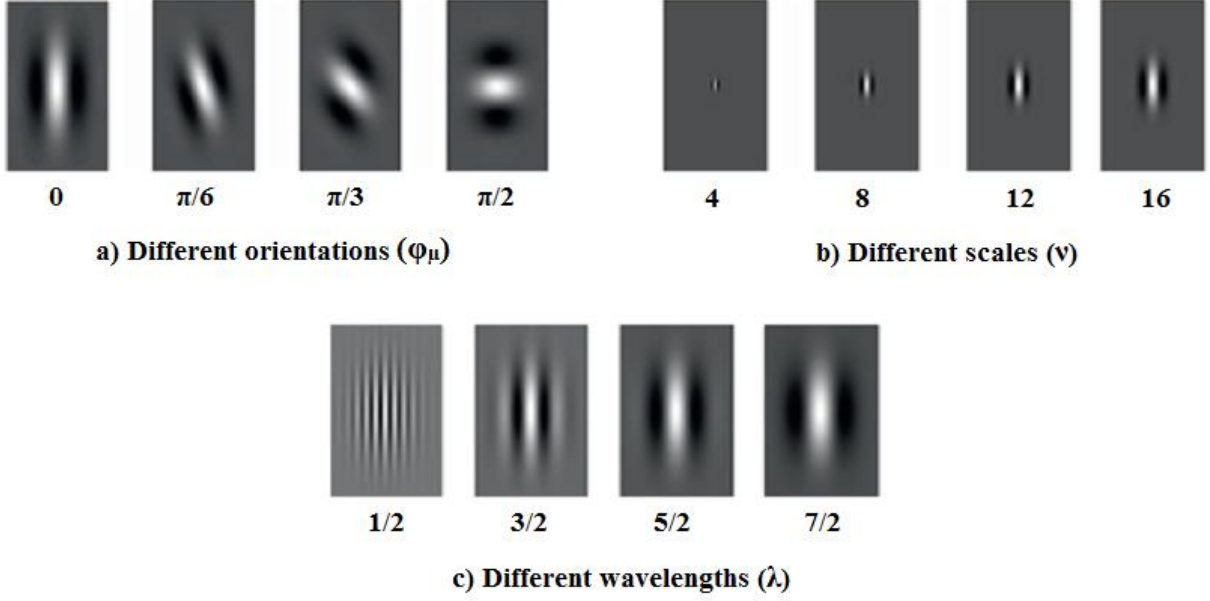 0 π/6 π/3 π/2
4 8 12 16
a) Different orientations (φμ)
b) Different scales (ν)
1/2 3/2 5/2 7/2
c) Different wavelengths (λ)